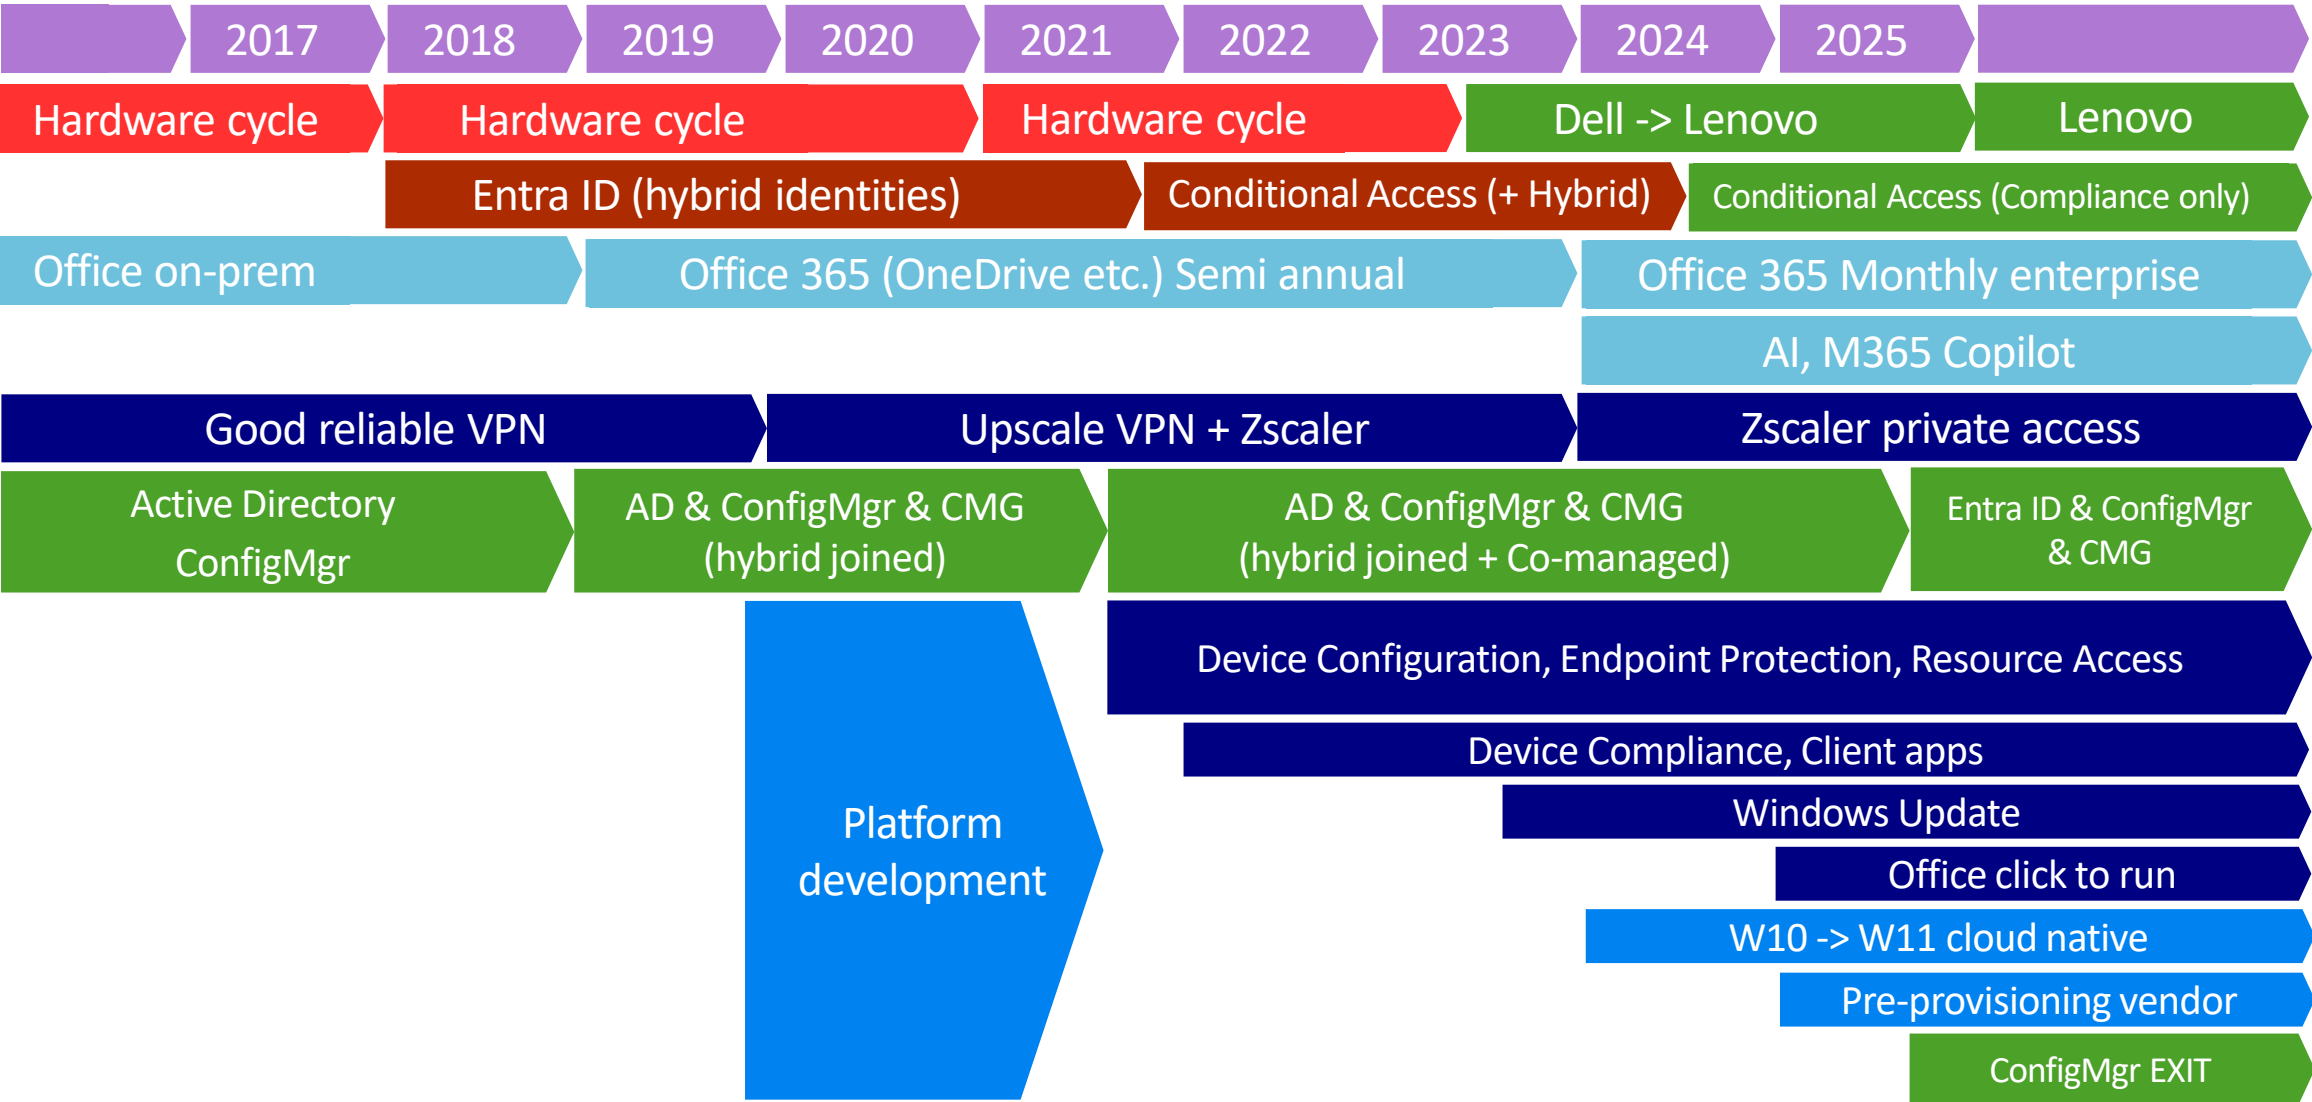 2017
2018
2019
2020
2021
2022
2023
2024
2025
Hardware cycle
Hardware cycle
Hardware cycle
Dell -> Lenovo
Lenovo
Entra ID (hybrid identities)
Conditional Access (+ Hybrid)
Conditional Access (Compliance only)
Office on-prem
Office 365 (OneDrive etc.) Semi annual
Office 365 Monthly enterprise
AI, M365 Copilot
Good reliable VPN
Upscale VPN + Zscaler
Zscaler private access
Active Directory
ConfigMgr
AD & ConfigMgr & CMG
(hybrid joined)
AD & ConfigMgr & CMG
(hybrid joined + Co-managed)
Entra ID & ConfigMgr
& CMG
Platform
development
Device Configuration, Endpoint Protection, Resource Access
Device Compliance, Client apps
Windows Update
Office click to run
W10 -> W11 cloud native
Pre-provisioning vendor
ConfigMgr EXIT